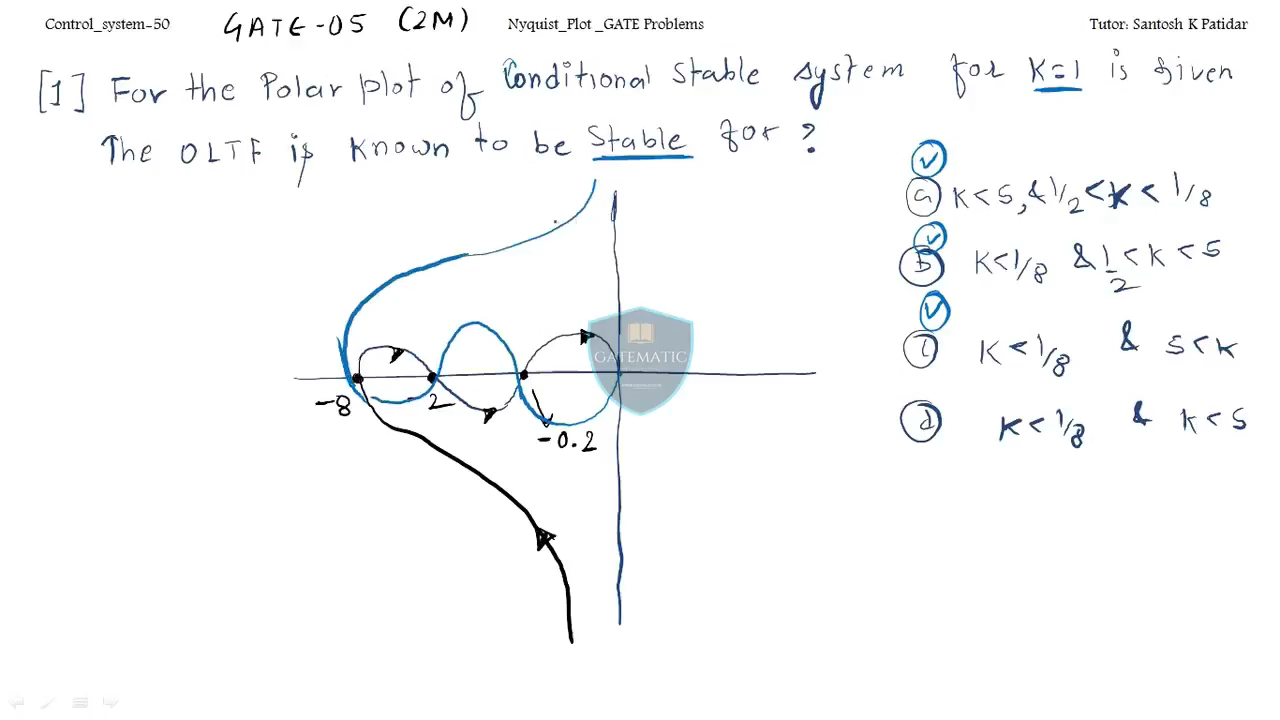 Control_system-50 GATE-05 (2M) Nyquist_Plot _GATE Problems Tutor: Santosh K Patidar
[1] For the Polar plot of Conditional Stable system for K=1 is given
The OLTF is known to be Stable for ?
a K < 5, & 1/2 < K < 1/8
b K < 1/8 & 1/2 < K < 5
c K < 1/8 & 5 < K
d K < 1/8 & K < 5
GATEMATIC
-8 2 -0.2